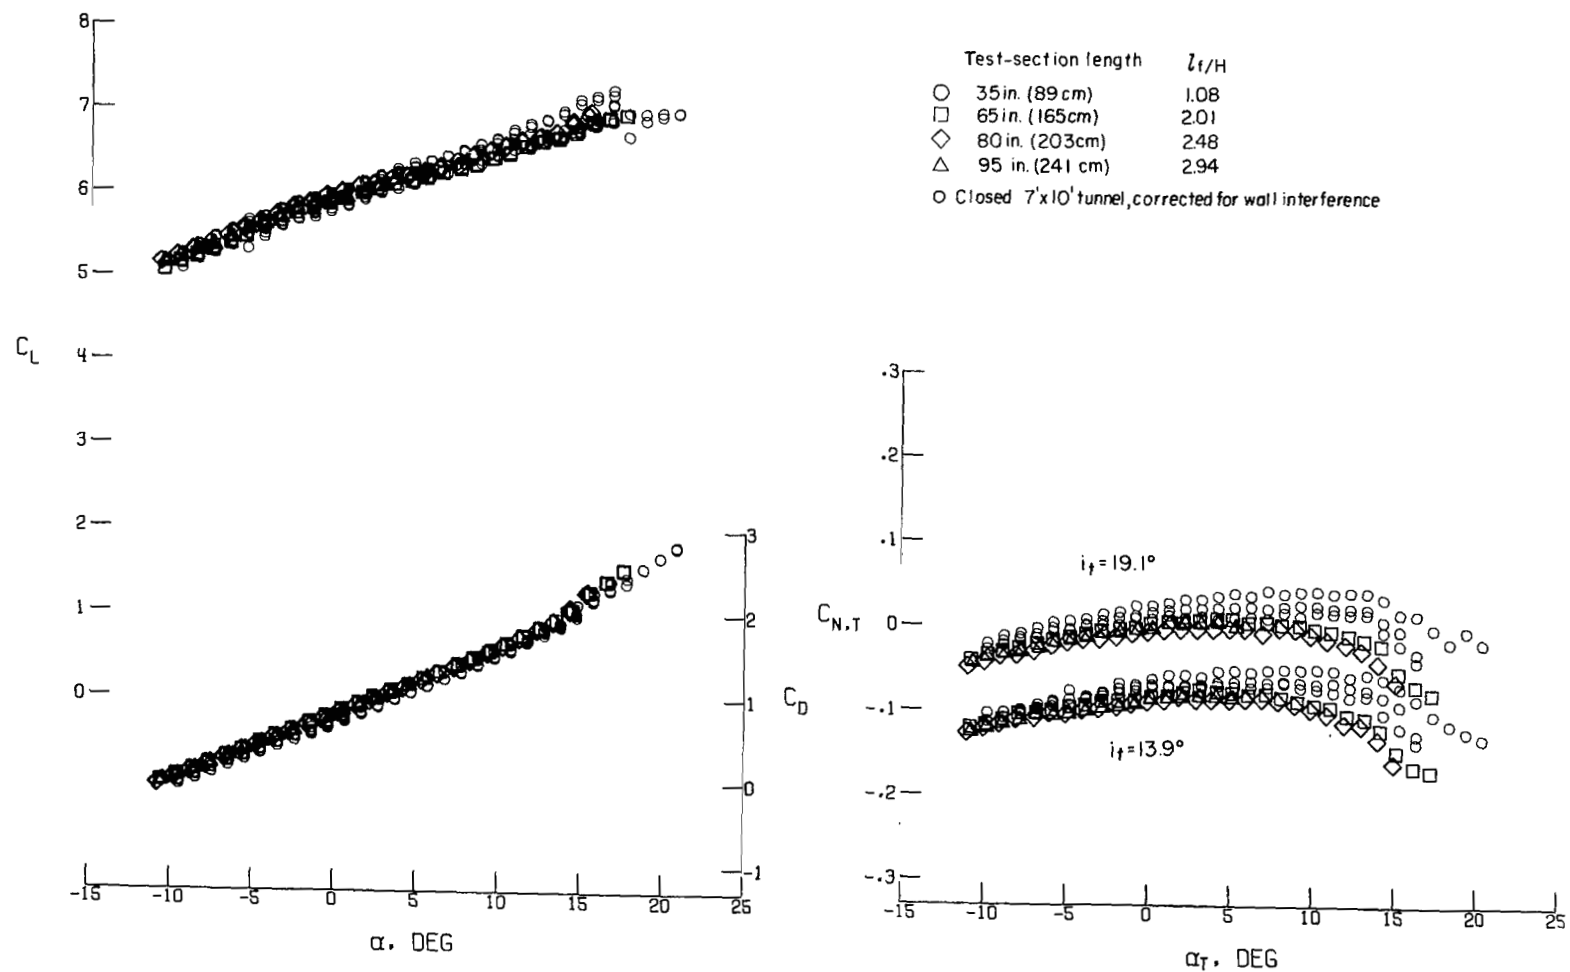 8
7
6
5
4
3
2
1
0
C_L
3
2
1
0
-1
C_D
-15 -10 -5 0 5 10 15 20 25
α, DEG
Test-section length l_f/H
○ 35 in. (89 cm) 1.08
□ 65 in. (165cm) 2.01
◇ 80 in. (203cm) 2.48
△ 95 in. (241 cm) 2.94
○ Closed 7'x10' tunnel, corrected for wall interference
.3
.2
.1
0
-.1
-.2
-.3
C_N,T
i_t = 19.1°
i_t = 13.9°
-15 -10 -5 0 5 10 15 20 25
α_T, DEG